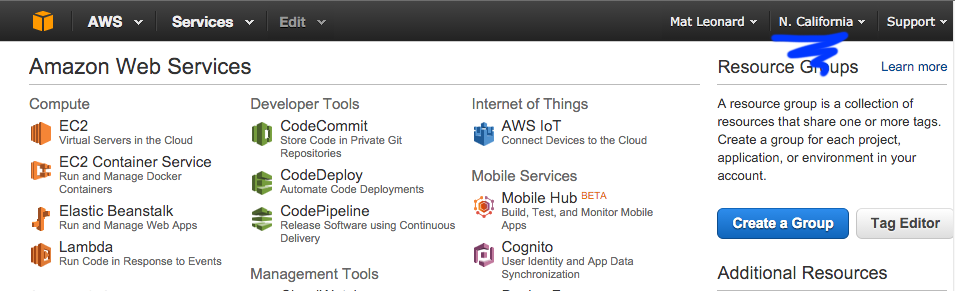 AWS Services Edit Mat Leonard N. California Support
Amazon Web Services
Compute
EC2
Virtual Servers in the Cloud
EC2 Container Service
Run and Manage Docker
Containers
Elastic Beanstalk
Run and Manage Web Apps
Lambda
Run Code in Response to Events
Developer Tools
CodeCommit
Store Code in Private Git
Repositories
CodeDeploy
Automate Code Deployments
CodePipeline
Release Software using Continuous
Delivery
Management Tools
Internet of Things
AWS IoT
Connect Devices to the Cloud
Mobile Services
Mobile Hub BETA
Build, Test, and Monitor Mobile
Apps
Cognito
User Identity and App Data
Synchronization
Resource Groups Learn more
A resource group is a collection of
resources that share one or more tags.
Create a group for each project,
application, or environment in your
account.
Create a Group Tag Editor
Additional Resources